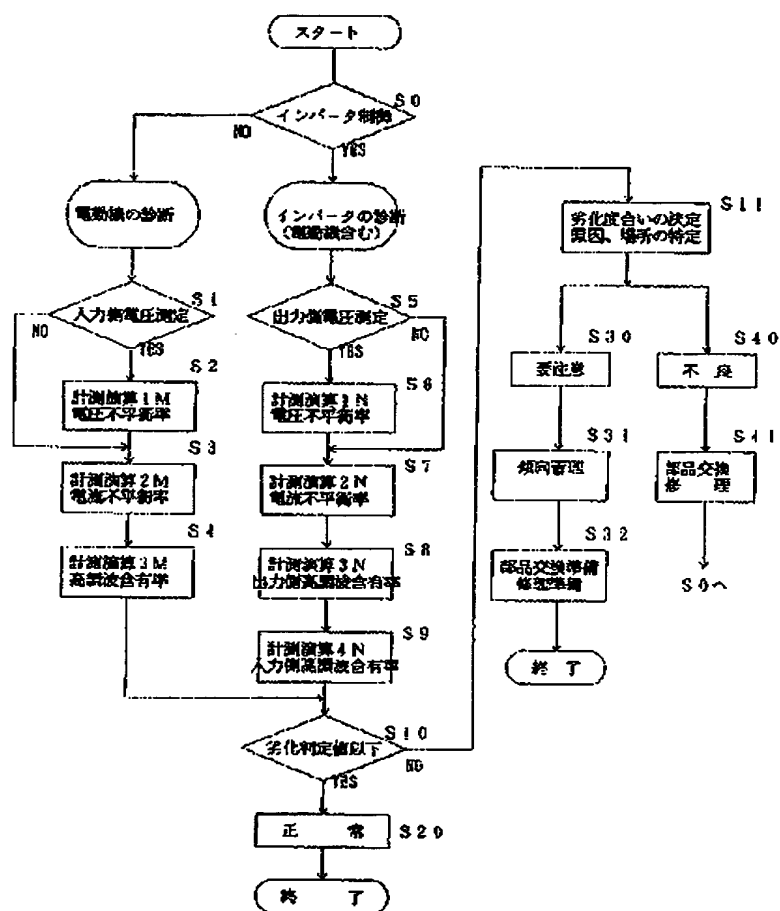 スタート
S0
インバータ制御
NO
YES
電動機の診断
インバータの診断
(電動機含む)
S1
入力側電圧測定
NO
YES
S5
出力側電圧測定
NO
YES
S2
計測演算1M
電圧不平衡率
S6
計測演算1N
電圧不平衡率
S3
計測演算2M
電流不平衡率
S7
計測演算2N
電流不平衡率
S4
計測演算3M
高調波含有率
S8
計測演算3N
出力側高調波含有率
S9
計測演算4N
入力側高調波含有率
S10
劣化判定値以下
NO
YES
正 常
S20
終 了
S11
劣化度合いの決定
原因、場所の特定
S30
要注意
S40
不 良
S31
傾向管理
S41
部品交換
修 理
S32
部品交換準備
修理準備
S0へ
終 了